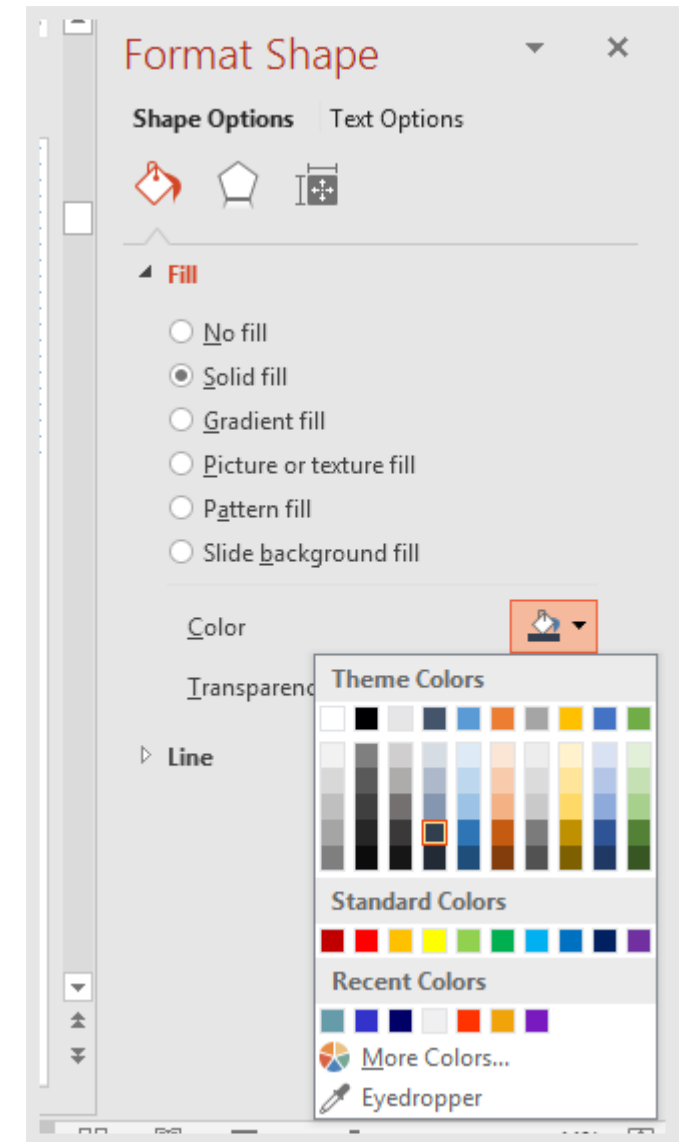 Format Shape
Shape Options Text Options
Fill
No fill
Solid fill
Gradient fill
Picture or texture fill
Pattern fill
Slide background fill
Color
Theme Colors
Line
Standard Colors
Recent Colors
More Colors...
Eyedropper